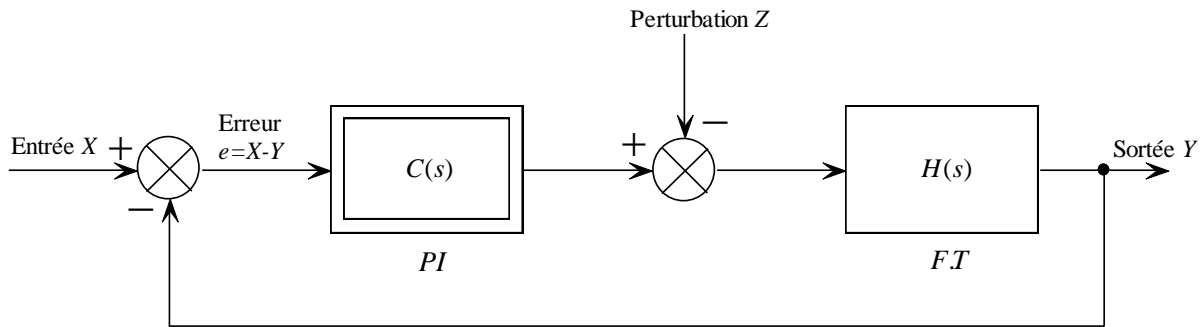 Perturbation Z
Entrée X
+
−
Erreur
e=X-Y
C(s)
PI
+
−
H(s)
F.T
Sortée Y